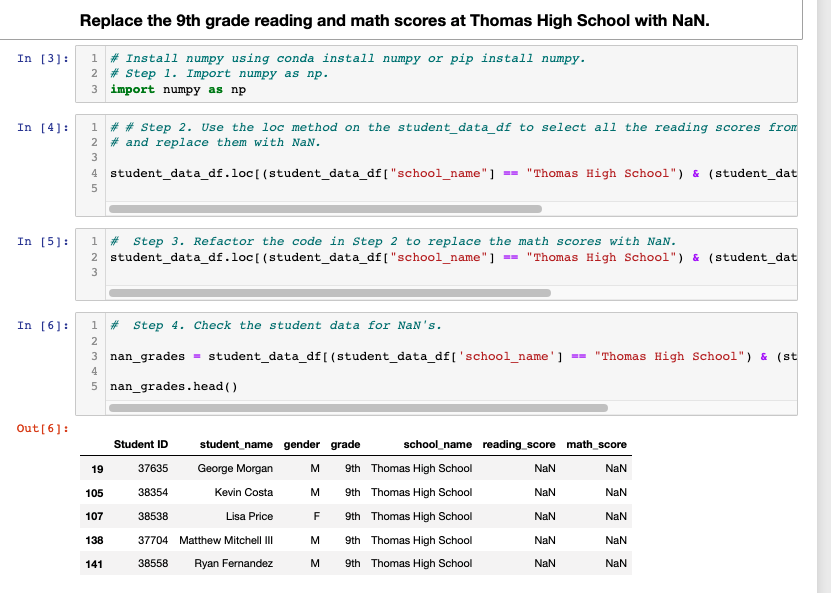 Replace the 9th grade reading and math scores at Thomas High School with NaN.
In [3]:
1 # Install numpy using conda install numpy or pip install numpy.
2 # Step 1. Import numpy as np.
3 import numpy as np
In [4]:
1 # # Step 2. Use the loc method on the student_data_df to select all the reading scores from
2 # and replace them with NaN.
3
4 student_data_df.loc[(student_data_df["school_name"] == "Thomas High School") & (student_dat
5
In [5]:
1 #  Step 3. Refactor the code in Step 2 to replace the math scores with NaN.
2 student_data_df.loc[(student_data_df["school_name"] == "Thomas High School") & (student_dat
3
In [6]:
1 #  Step 4. Check the student data for NaN's.
2
3 nan_grades = student_data_df[(student_data_df['school_name'] == "Thomas High School") & (st
4
5 nan_grades.head()
Out[6]:
Student ID student_name gender grade school_name reading_score math_score
19 37635 George Morgan M 9th Thomas High School NaN NaN
105 38354 Kevin Costa M 9th Thomas High School NaN NaN
107 38538 Lisa Price F 9th Thomas High School NaN NaN
138 37704 Matthew Mitchell III M 9th Thomas High School NaN NaN
141 38558 Ryan Fernandez M 9th Thomas High School NaN NaN